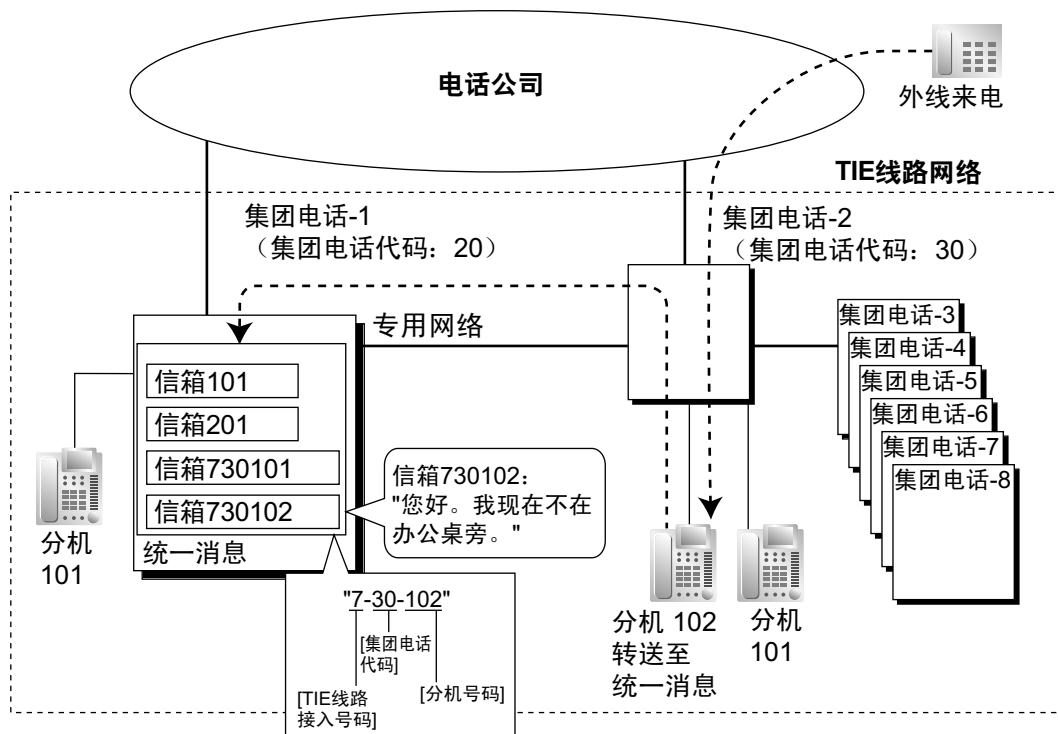 电话公司
外线来电
TIE线路网络
集团电话-1
（集团电话代码：20）
集团电话-2
（集团电话代码：30）
专用网络
集团电话-3
集团电话-4
集团电话-5
集团电话-6
集团电话-7
集团电话-8
信箱101
信箱201
信箱730101
信箱730102
统一消息
分机
101
信箱730102：
"您好。我现在不在
办公桌旁。"
"7-30-102"
[集团电话
代码]
[TIE线路
接入号码]
[分机号码]
分机 102
转送至
统一消息
分机
101